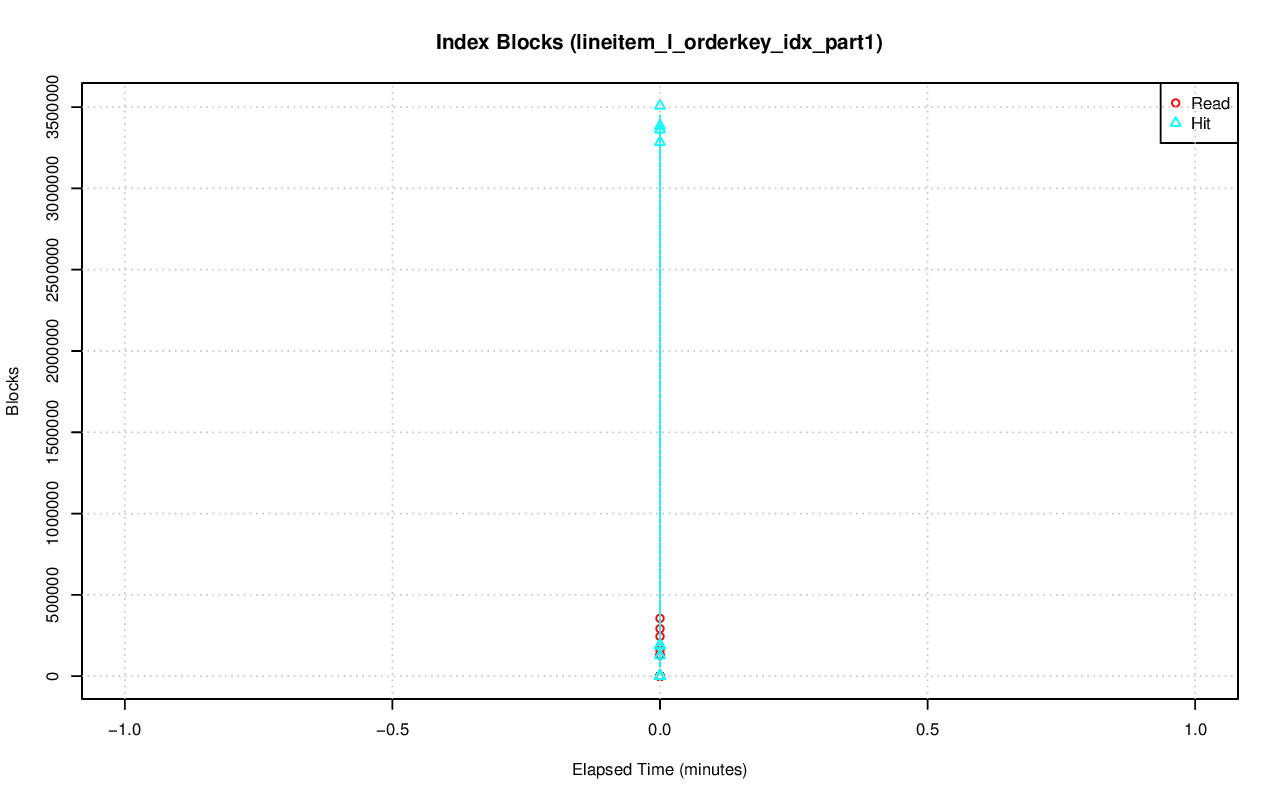 Index Blocks (lineitem_l_orderkey_idx_part1)
Read
Hit
3500000
3000000
2500000
2000000
1500000
1000000
500000
0
Blocks
−1.0
−0.5
0.0
0.5
1.0
Elapsed Time (minutes)